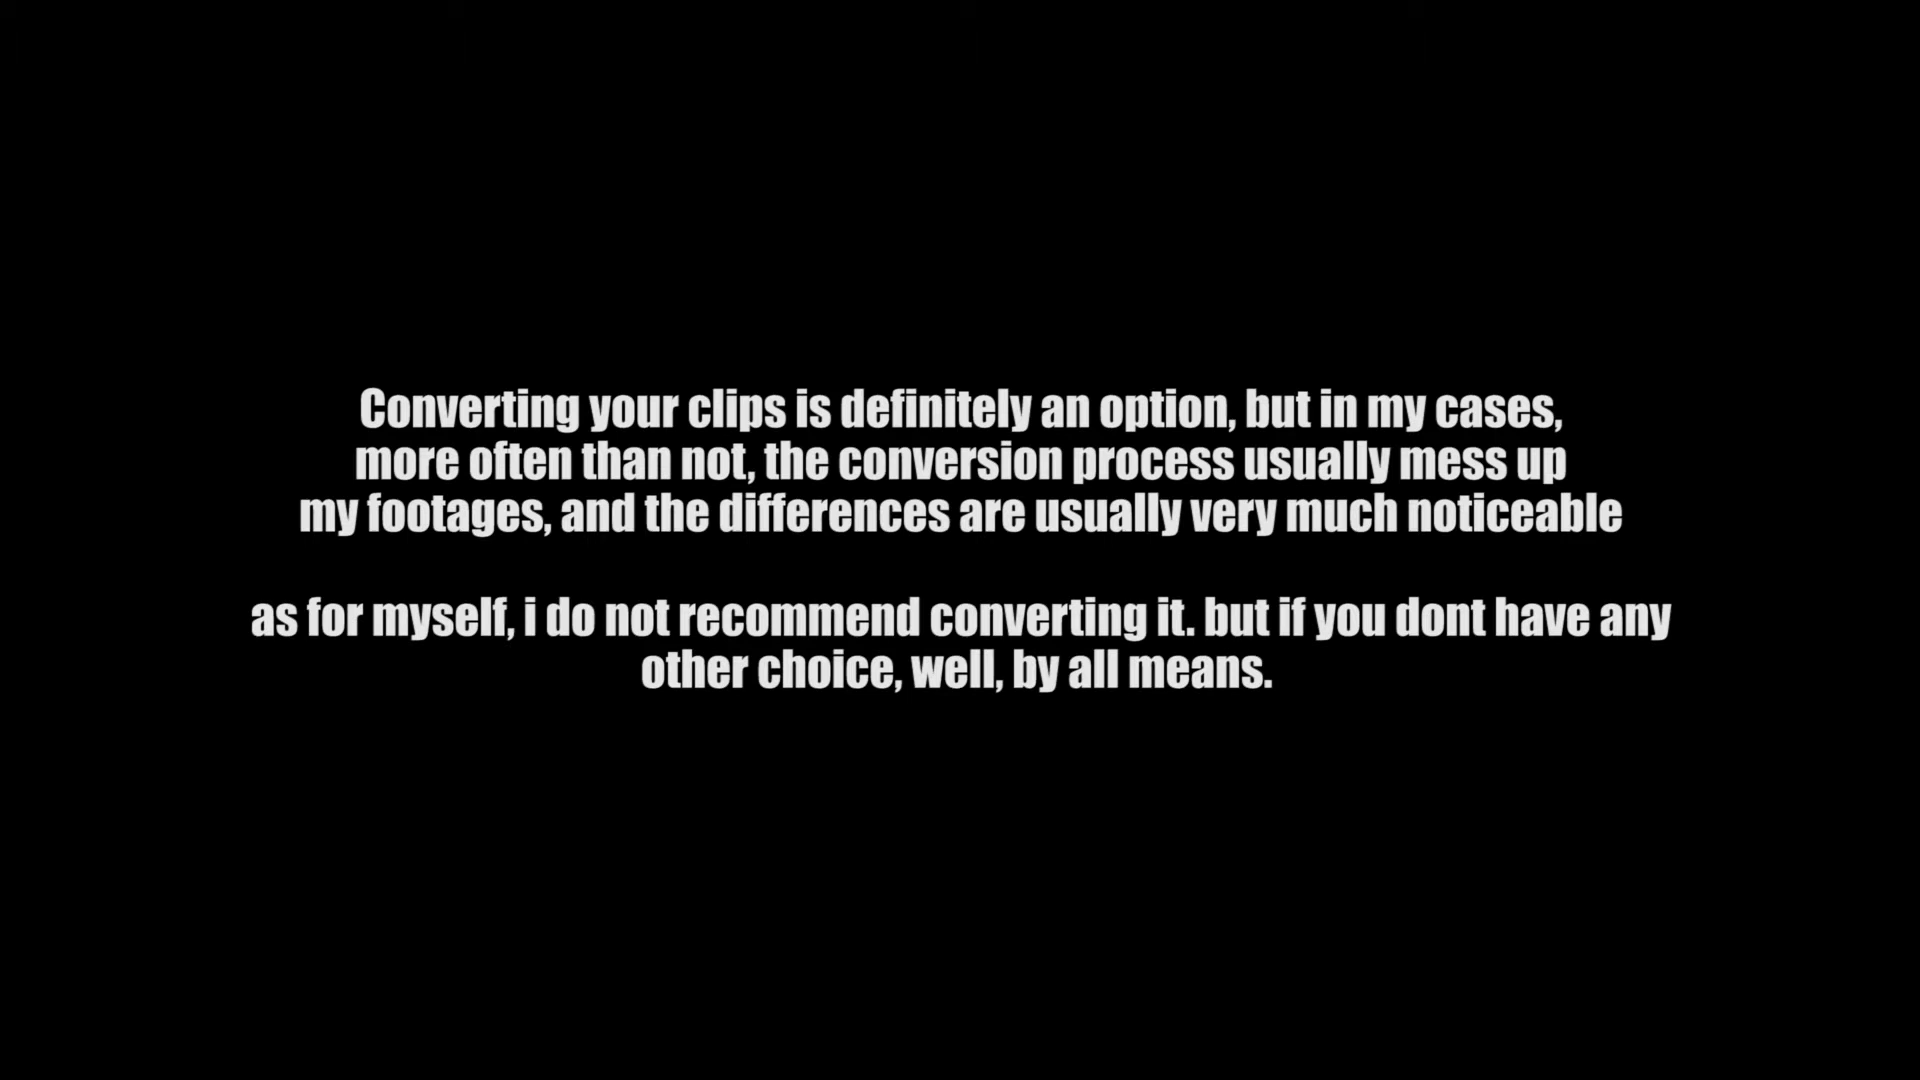 Converting your clips is definitely an option, but in my cases,
more often than not, the conversion process usually mess up
my footages, and the differences are usually very much noticeable
as for myself, i do not recommend converting it. but if you dont have any
other choice, well, by all means.